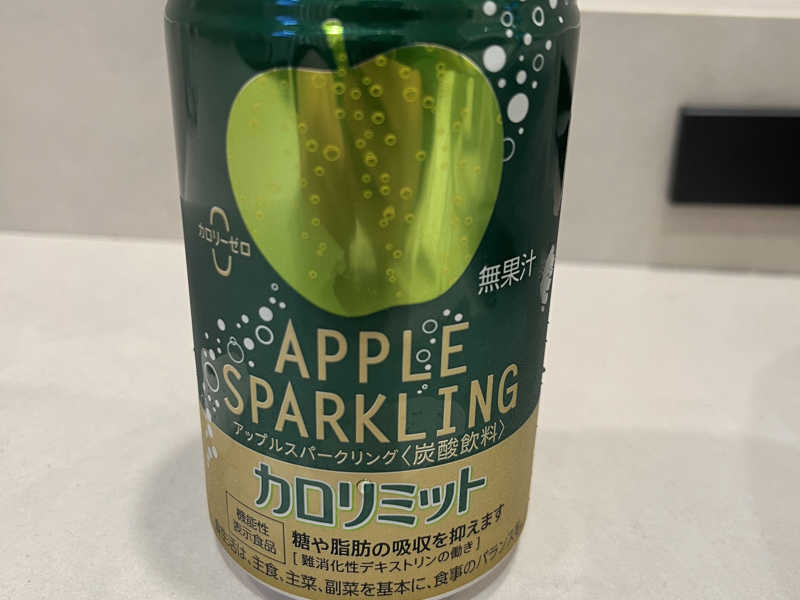 カロリーゼロ
無果汁
APPLE
SPARKLING
アップルスパークリング〈炭酸飲料〉
カロリミット
機能性
表示食品
糖や脂肪の吸収を抑えます
[難消化性デキストリンの働き]
食生活は、主食、主菜、副菜を基本に、食事のバランスを